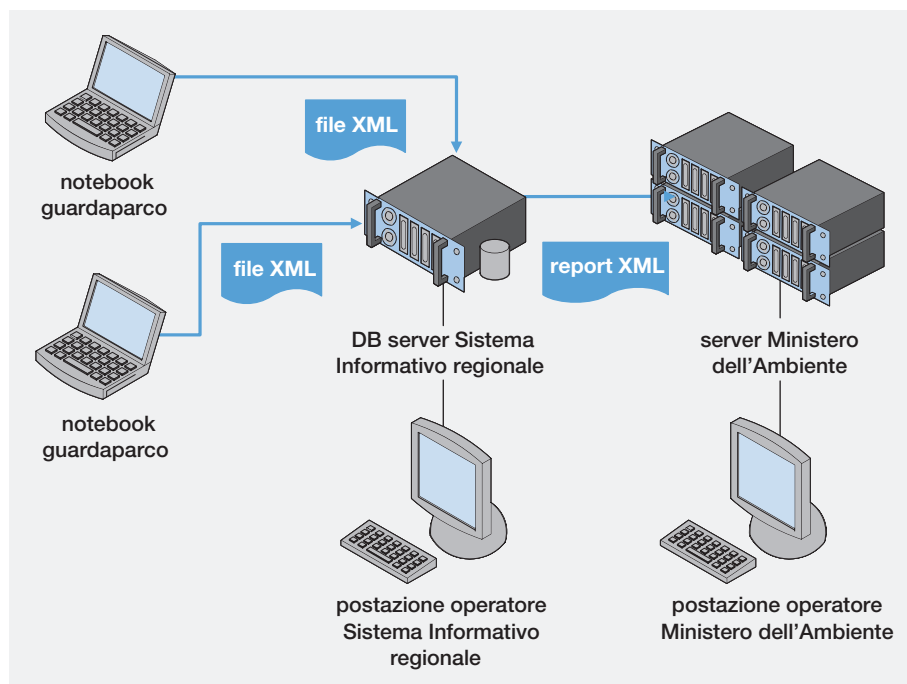 file XML
notebook
guardaparco
file XML
report XML
DB server Sistema
Informativo regionale
server Ministero
dell'Ambiente
notebook
guardaparco
postazione operatore
Sistema Informativo
regionale
postazione operatore
Ministero dell'Ambiente